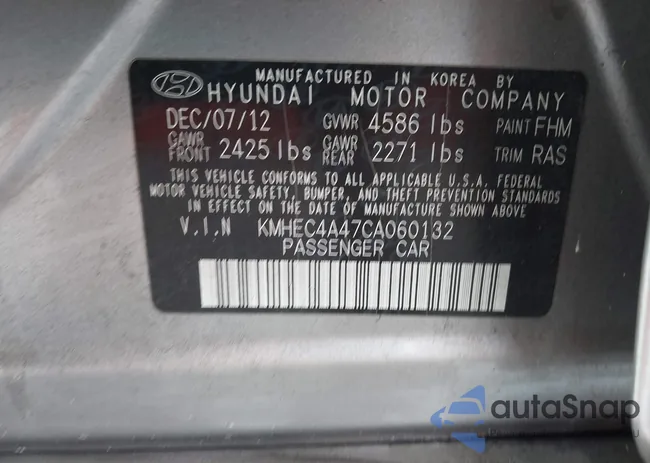 MANUFACTURED IN KOREA BY
HYUNDAI MOTOR COMPANY
DEC/07/12 GVWR 4586 lbs PAINT FHM
GAWR FRONT 2425 lbs GAWR REAR 2271 lbs TRIM RAS
THIS VEHICLE CONFORMS TO ALL APPLICABLE U.S.A. FEDERAL
MOTOR VEHICLE SAFETY, BUMPER, AND THEFT PREVENTION STANDARDS
IN EFFECT ON THE DATE OF MANUFACTURE SHOWN ABOVE
V.I.N KMHEC4A47CA060132
PASSENGER CAR
autoSnap